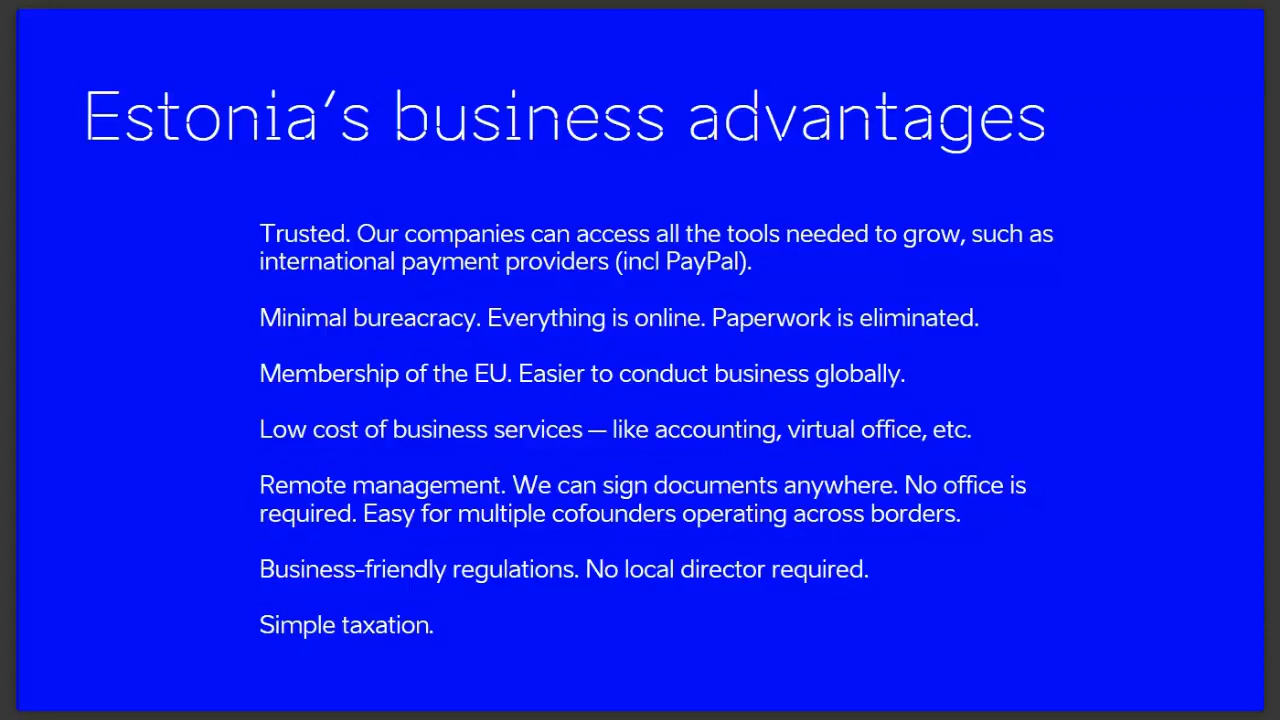 Estonia’s business advantages
Trusted. Our companies can access all the tools needed to grow, such as
international payment providers (incl PayPal).
Minimal bureacracy. Everything is online. Paperwork is eliminated.
Membership of the EU. Easier to conduct business globally.
Low cost of business services — like accounting, virtual office, etc.
Remote management. We can sign documents anywhere. No office is
required. Easy for multiple cofounders operating across borders.
Business-friendly regulations. No local director required.
Simple taxation.